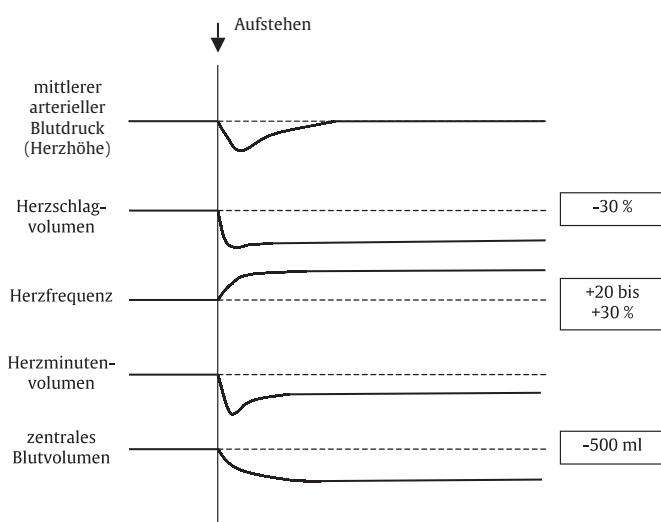 Aufstehen
mittlerer
arterieller
Blutdruck
(Herzhöhe)
Herzschlag-
volumen
-30 %
Herzfrequenz
+20 bis
+30 %
Herzminuten-
volumen
zentrales
Blutvolumen
-500 ml